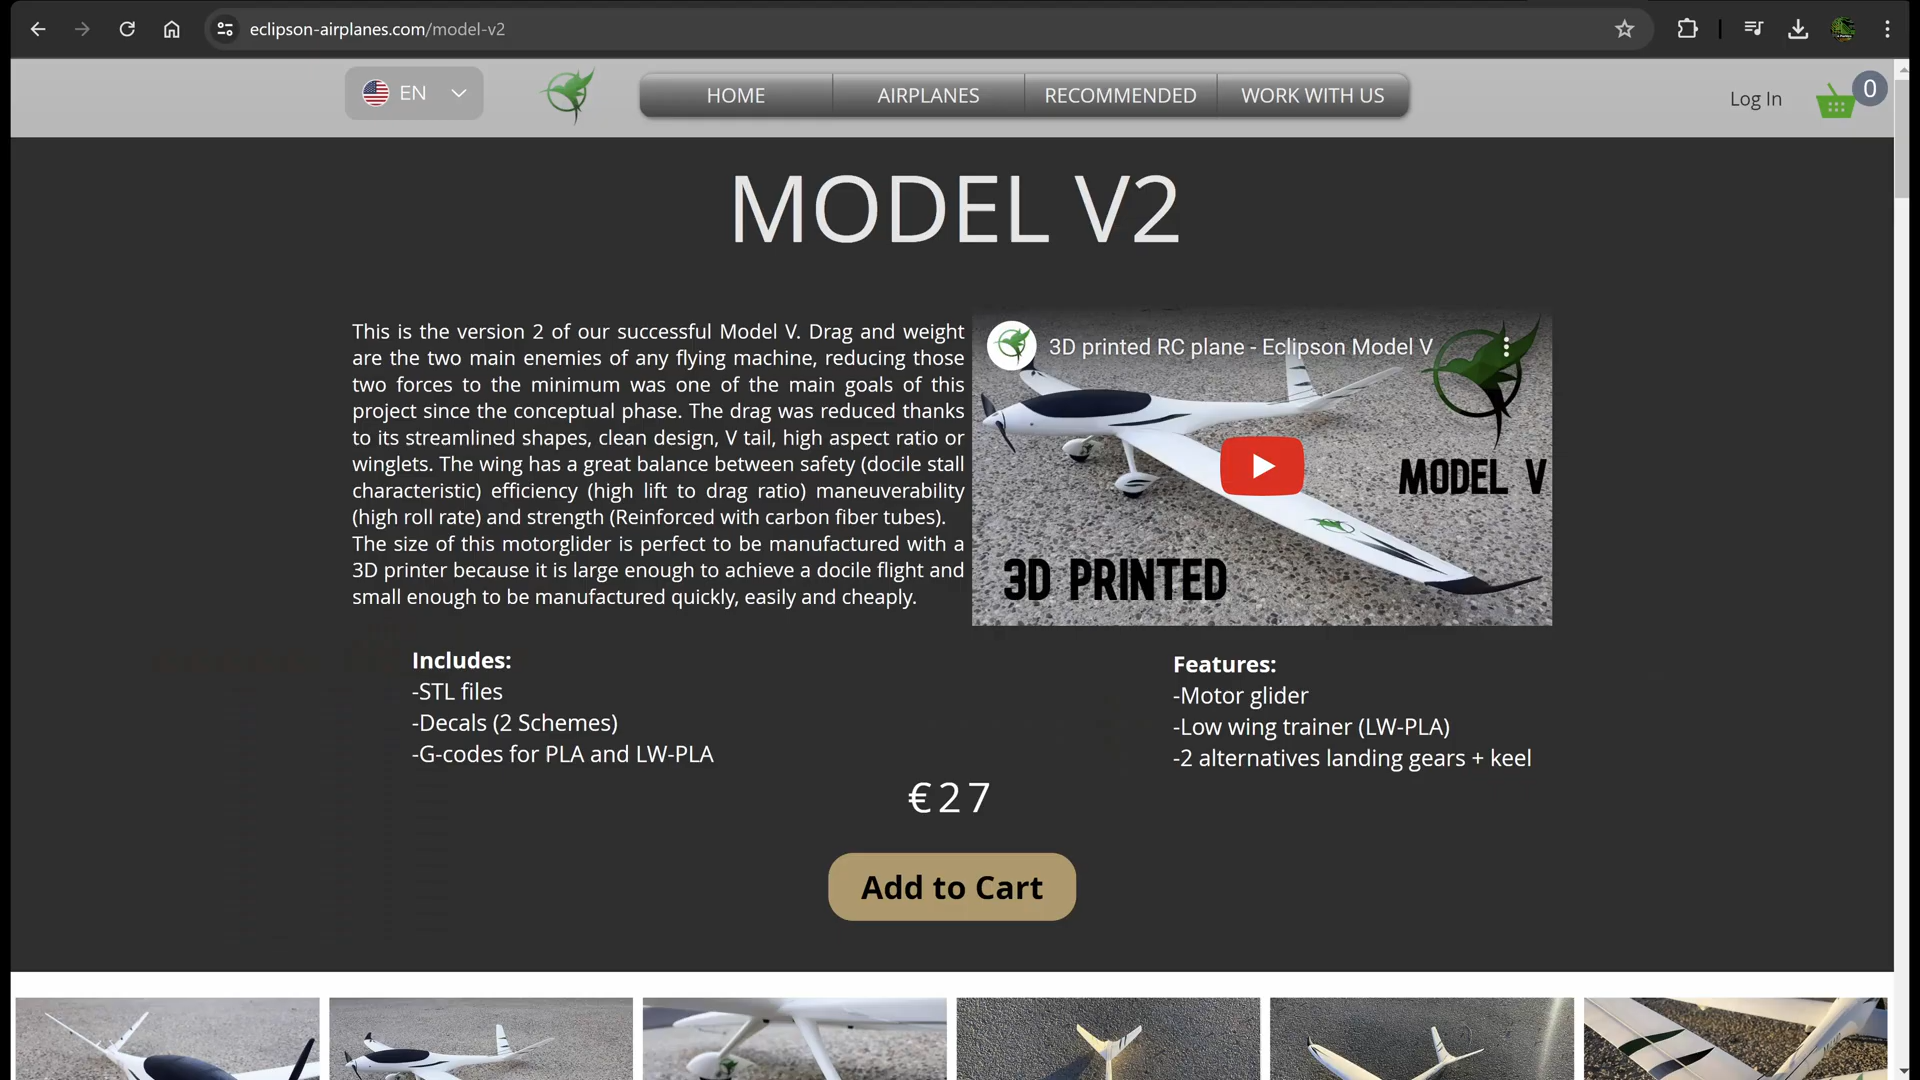 eclipson-airplanes.com/model-v2
EN
HOME
AIRPLANES
RECOMMENDED
WORK WITH US
Log In
0
MODEL V2
This is the version 2 of our successful Model V. Drag and weight
are the two main enemies of any flying machine, reducing those
two forces to the minimum was one of the main goals of this
project since the conceptual phase. The drag was reduced thanks
to its streamlined shapes, clean design, V tail, high aspect ratio or
winglets. The wing has a great balance between safety (docile stall
characteristic) efficiency (high lift to drag ratio) maneuverability
(high roll rate) and strength (Reinforced with carbon fiber tubes).
The size of this motorglider is perfect to be manufactured with a
3D printer because it is large enough to achieve a docile flight and
small enough to be manufactured quickly, easily and cheaply.
3D printed RC plane - Eclipson Model V
MODEL V
3D PRINTED
Includes:
-STL files
-Decals (2 Schemes)
-G-codes for PLA and LW-PLA
Features:
-Motor glider
-Low wing trainer (LW-PLA)
-2 alternatives landing gears + keel
€27
Add to Cart